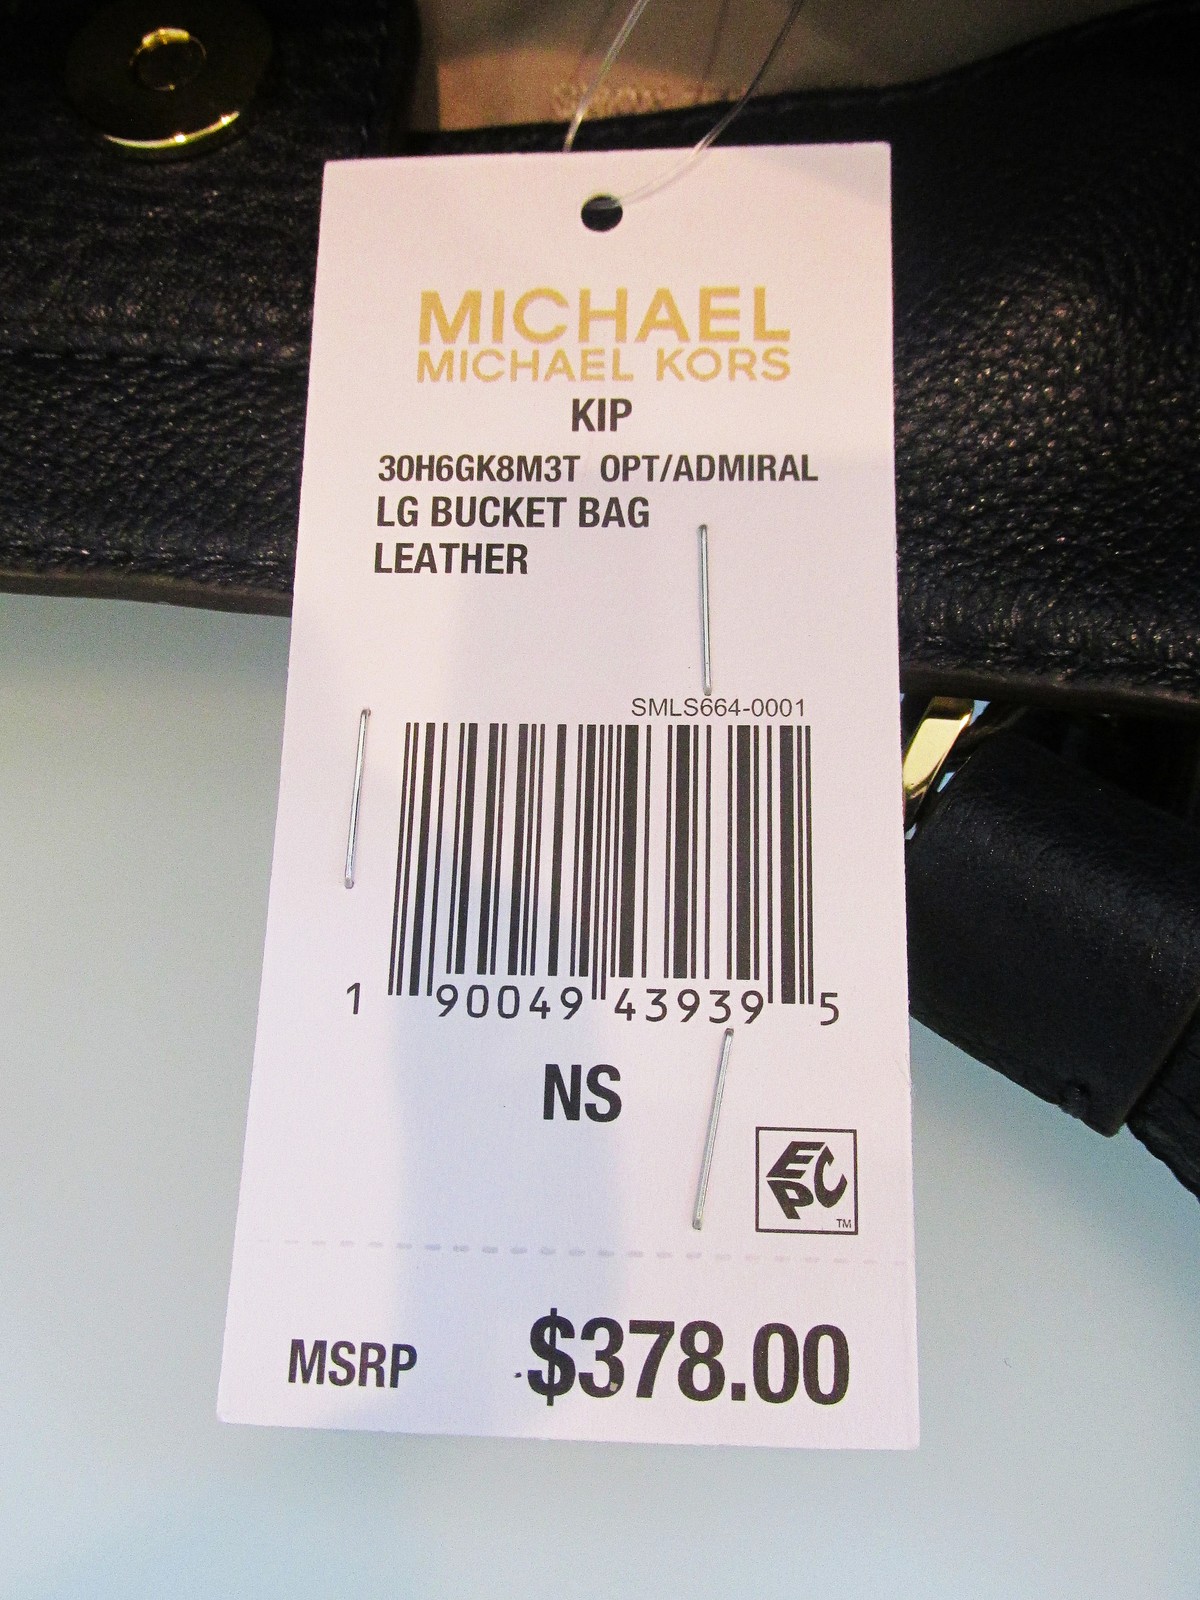 MICHAEL
MICHAEL KORS
KIP
30H6GK8M3T OPT/ADMIRAL
LG BUCKET BAG
LEATHER
SMLS664-0001
1 90049 43939 5
NS
EPC
TM
MSRP $378.00